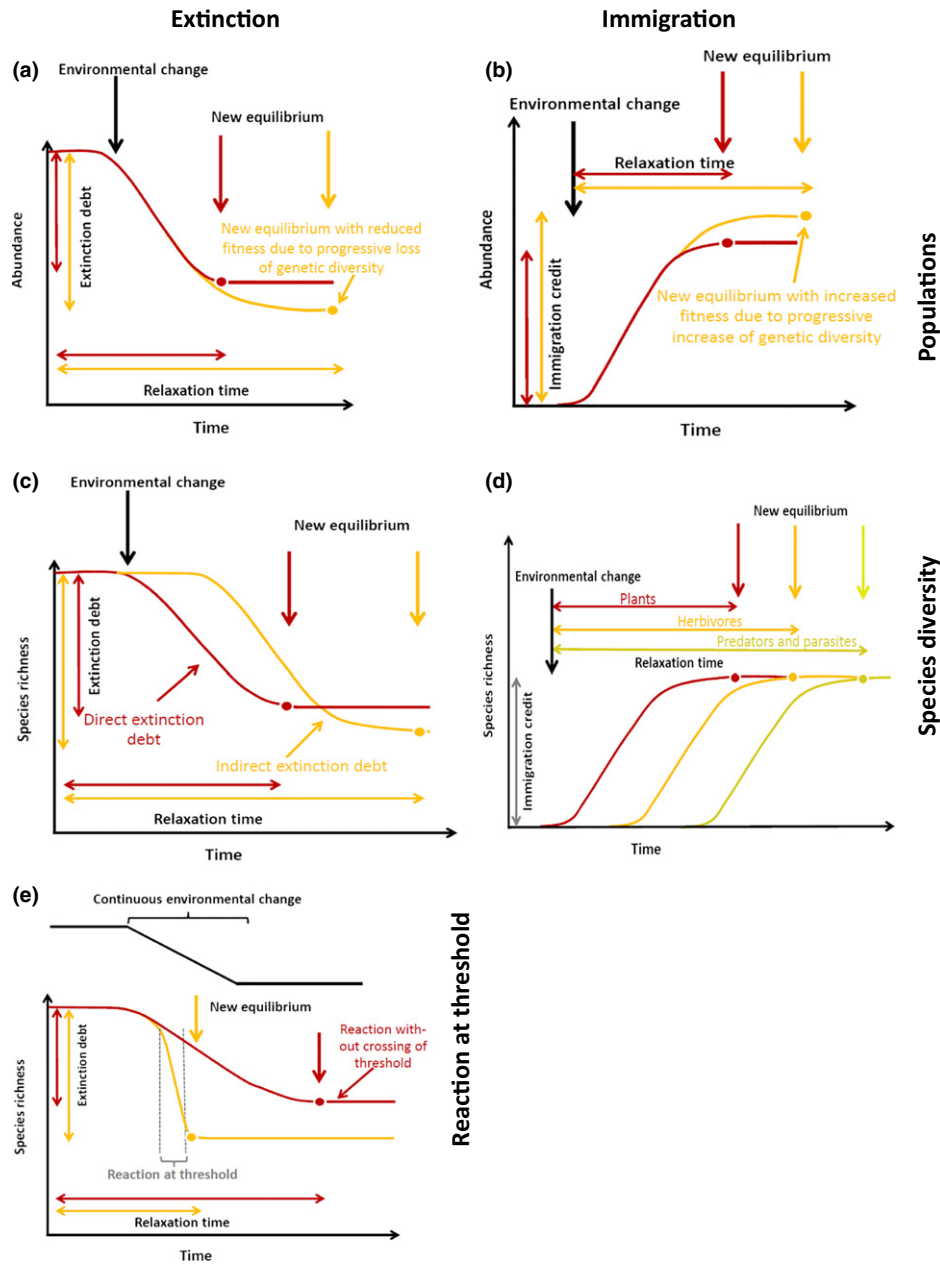 Extinction
Immigration
(a)
Environmental change
New equilibrium
Abundance
Extinction debt
New equilibrium with reduced
fitness due to progressive loss
of genetic diversity
Relaxation time
Time
(b)
New equilibrium
Environmental change
Relaxation time
Abundance
Immigration credit
New equilibrium with increased
fitness due to progressive
increase of genetic diversity
Time
Populations
(c)
Environmental change
New equilibrium
Species richness
Extinction debt
Direct extinction
debt
Indirect extinction debt
Relaxation time
Time
(d)
New equilibrium
Environmental change
Plants
Herbivores
Predators and parasites
Relaxation time
Species richness
Immigration credit
Time
Species diversity
(e)
Continuous environmental change
New equilibrium
Species richness
Extinction debt
Reaction with-
out crossing of
threshold
Reaction at threshold
Relaxation time
Time
Reaction at threshold